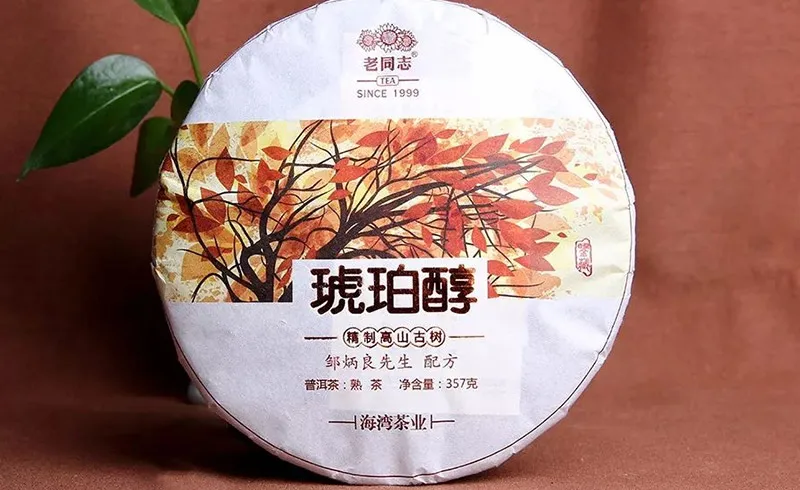 老同志®
TEA
SINCE 1999
琥珀醇
精制高山古树
邹炳良先生 配方
普洱茶:熟 茶 净含量:357克
海湾茶业